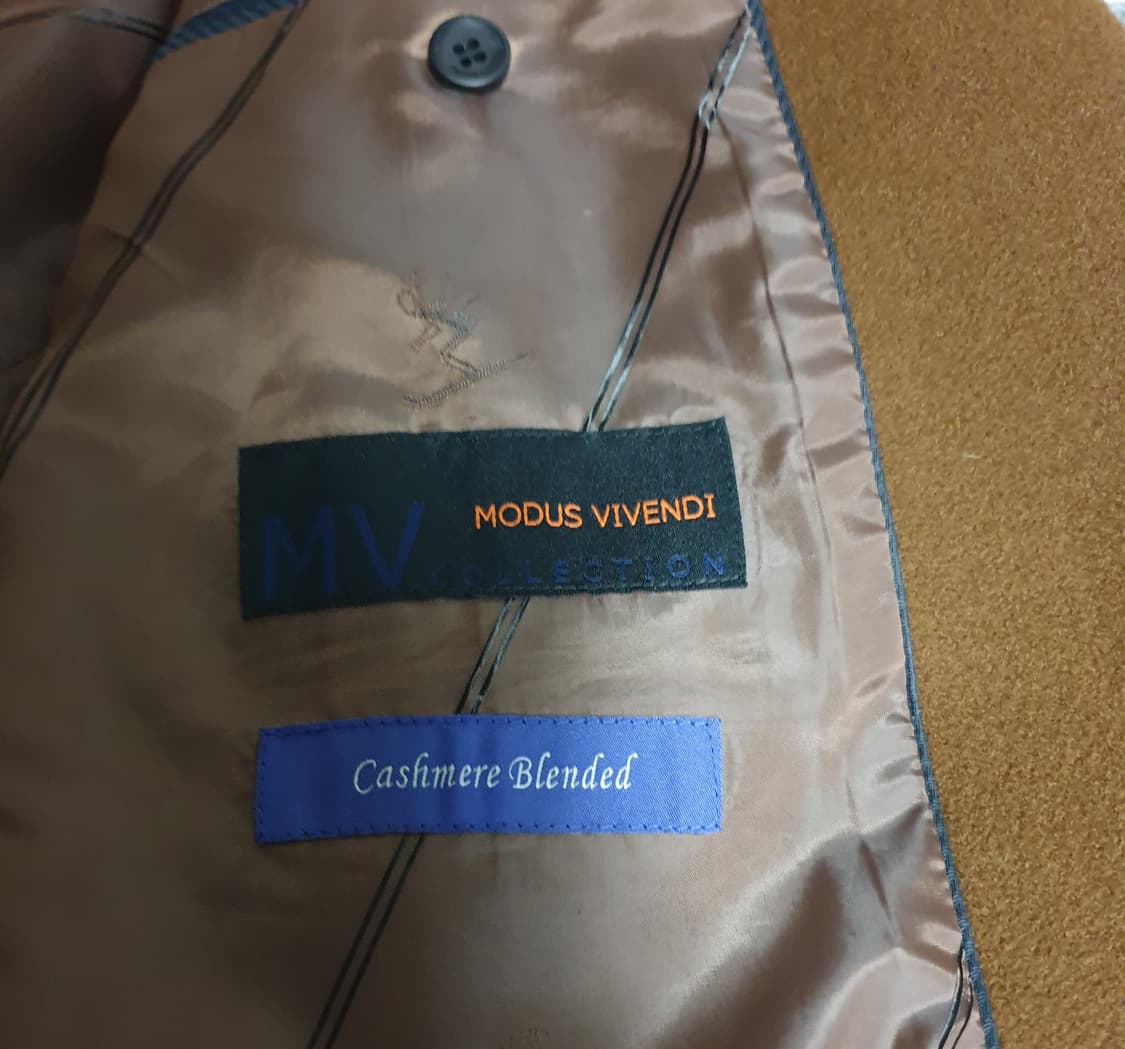 MODUS VIVENDI
MV COLLECTION
Cashmere Blended